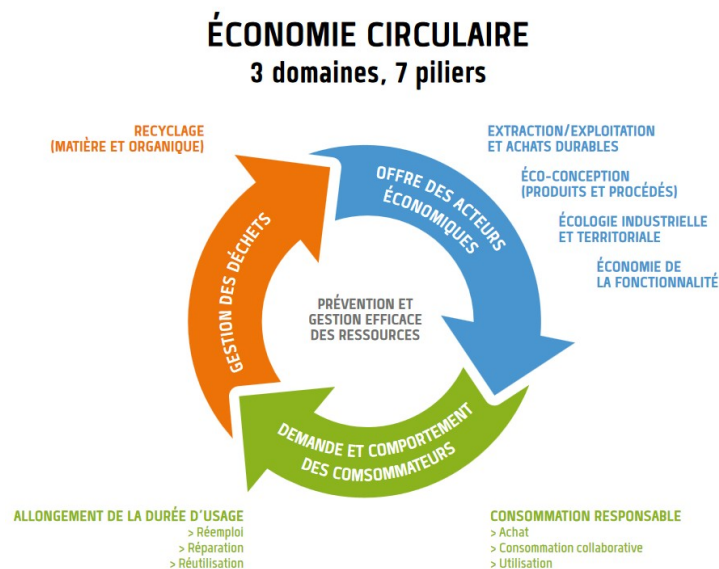 ÉCONOMIE CIRCULAIRE
3 domaines, 7 piliers
RECYCLAGE
(MATIÈRE ET ORGANIQUE)
EXTRACTION/EXPLOITATION
ET ACHATS DURABLES
ÉCO-CONCEPTION
(PRODUITS ET PROCÉDÉS)
ÉCOLOGIE INDUSTRIELLE
ET TERRITORIALE
ÉCONOMIE DE
LA FONCTIONNALITÉ
OFFRE DES ACTEURS
ÉCONOMIQUES
GESTION DES DÉCHETS
PRÉVENTION ET
GESTION EFFICACE
DES RESSOURCES
DEMANDE ET COMPORTEMENT
DES COMSOMMATEURS
ALLONGEMENT DE LA DURÉE D'USAGE
> Réemploi
> Réparation
> Réutilisation
CONSOMMATION RESPONSABLE
> Achat
> Consommation collaborative
> Utilisation